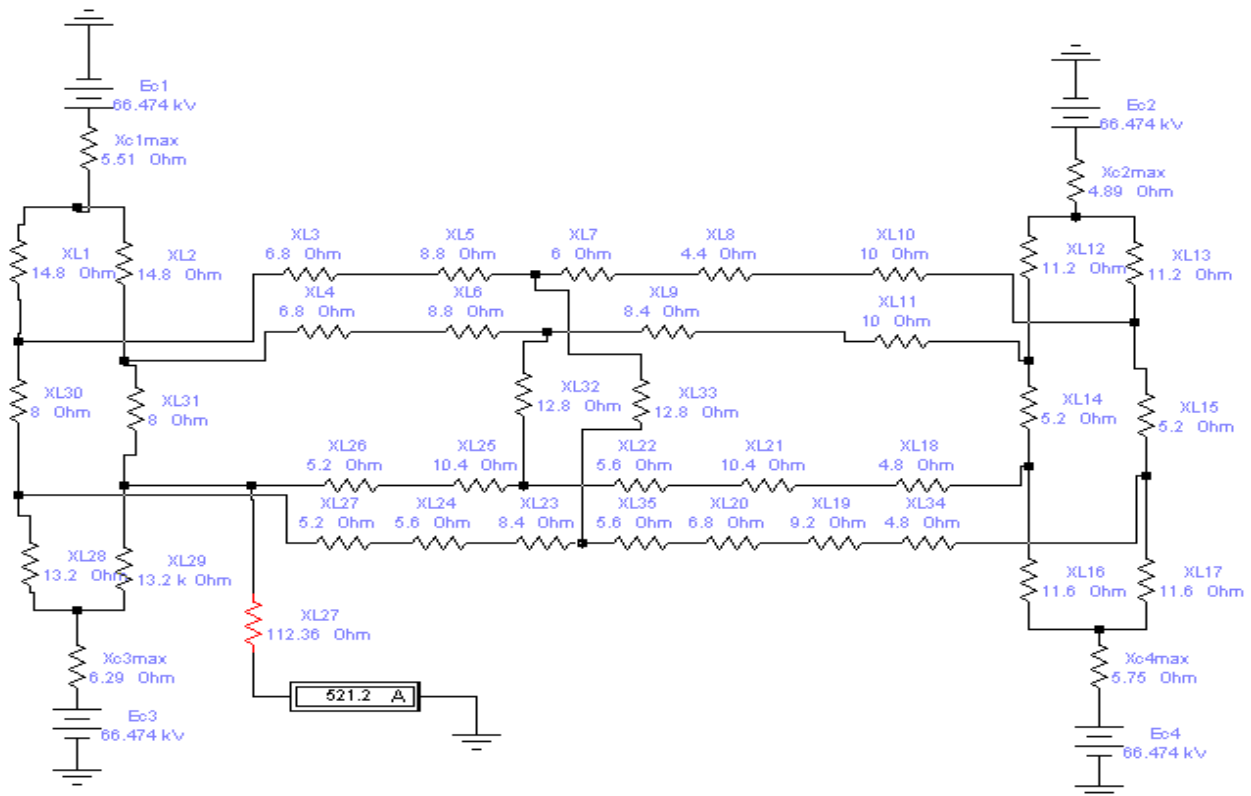 Ec1
66.474 kV
Xc1max
5.51 Ohm
Ec2
66.474 kV
Xc2max
4.89 Ohm
XL1
14.8 Ohm
XL2
14.8 Ohm
XL3
6.8 Ohm
XL5
8.8 Ohm
XL7
6 Ohm
XL8
4.4 Ohm
XL10
10 Ohm
XL12
11.2 Ohm
XL13
11.2 Ohm
XL4
6.8 Ohm
XL6
8.8 Ohm
XL9
8.4 Ohm
XL11
10 Ohm
XL30
8 Ohm
XL31
8 Ohm
XL32
12.8 Ohm
XL33
12.8 Ohm
XL14
5.2 Ohm
XL15
5.2 Ohm
XL26
5.2 Ohm
XL25
10.4 Ohm
XL22
5.6 Ohm
XL21
10.4 Ohm
XL18
4.8 Ohm
XL27
5.2 Ohm
XL24
5.6 Ohm
XL23
8.4 Ohm
XL35
5.6 Ohm
XL20
6.8 Ohm
XL19
9.2 Ohm
XL34
4.8 Ohm
XL28
13.2 Ohm
XL29
13.2 k Ohm
XL16
11.6 Ohm
XL17
11.6 Ohm
XL27
112.36 Ohm
Xc3max
6.29 Ohm
Xc4max
5.75 Ohm
521.2 A
Ec3
66.474 kV
Ec4
66.474 kV